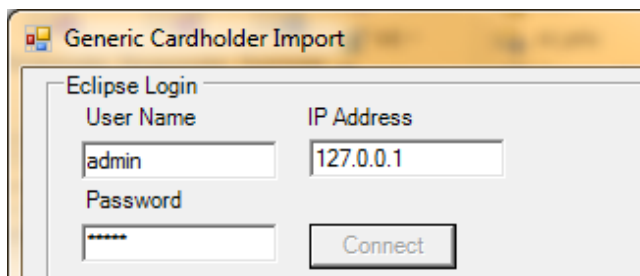 Generic Cardholder Import
Eclipse Login
User Name IP Address
admin 127.0.0.1
Password
*****
Connect